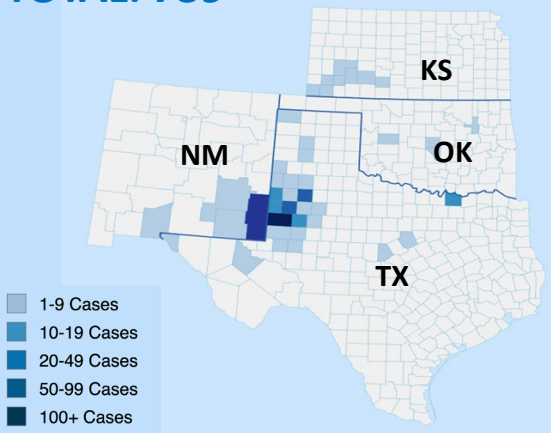 KS
OK
NM
TX
1-9 Cases
10-19 Cases
20-49 Cases
50-99 Cases
100+ Cases